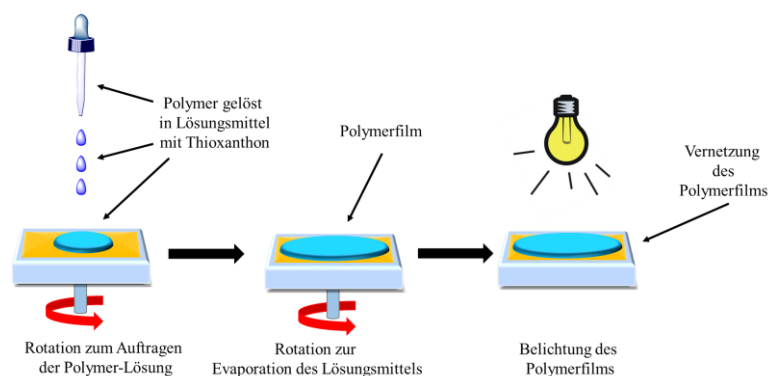 Polymer gelöst
in Lösungsmittel
mit Thioxanthon
Polymerfilm
Vernetzung
des
Polymerfilms
Rotation zum Auftragen
der Polymer-Lösung
Rotation zur
Evaporation des Lösungsmittels
Belichtung des
Polymerfilms